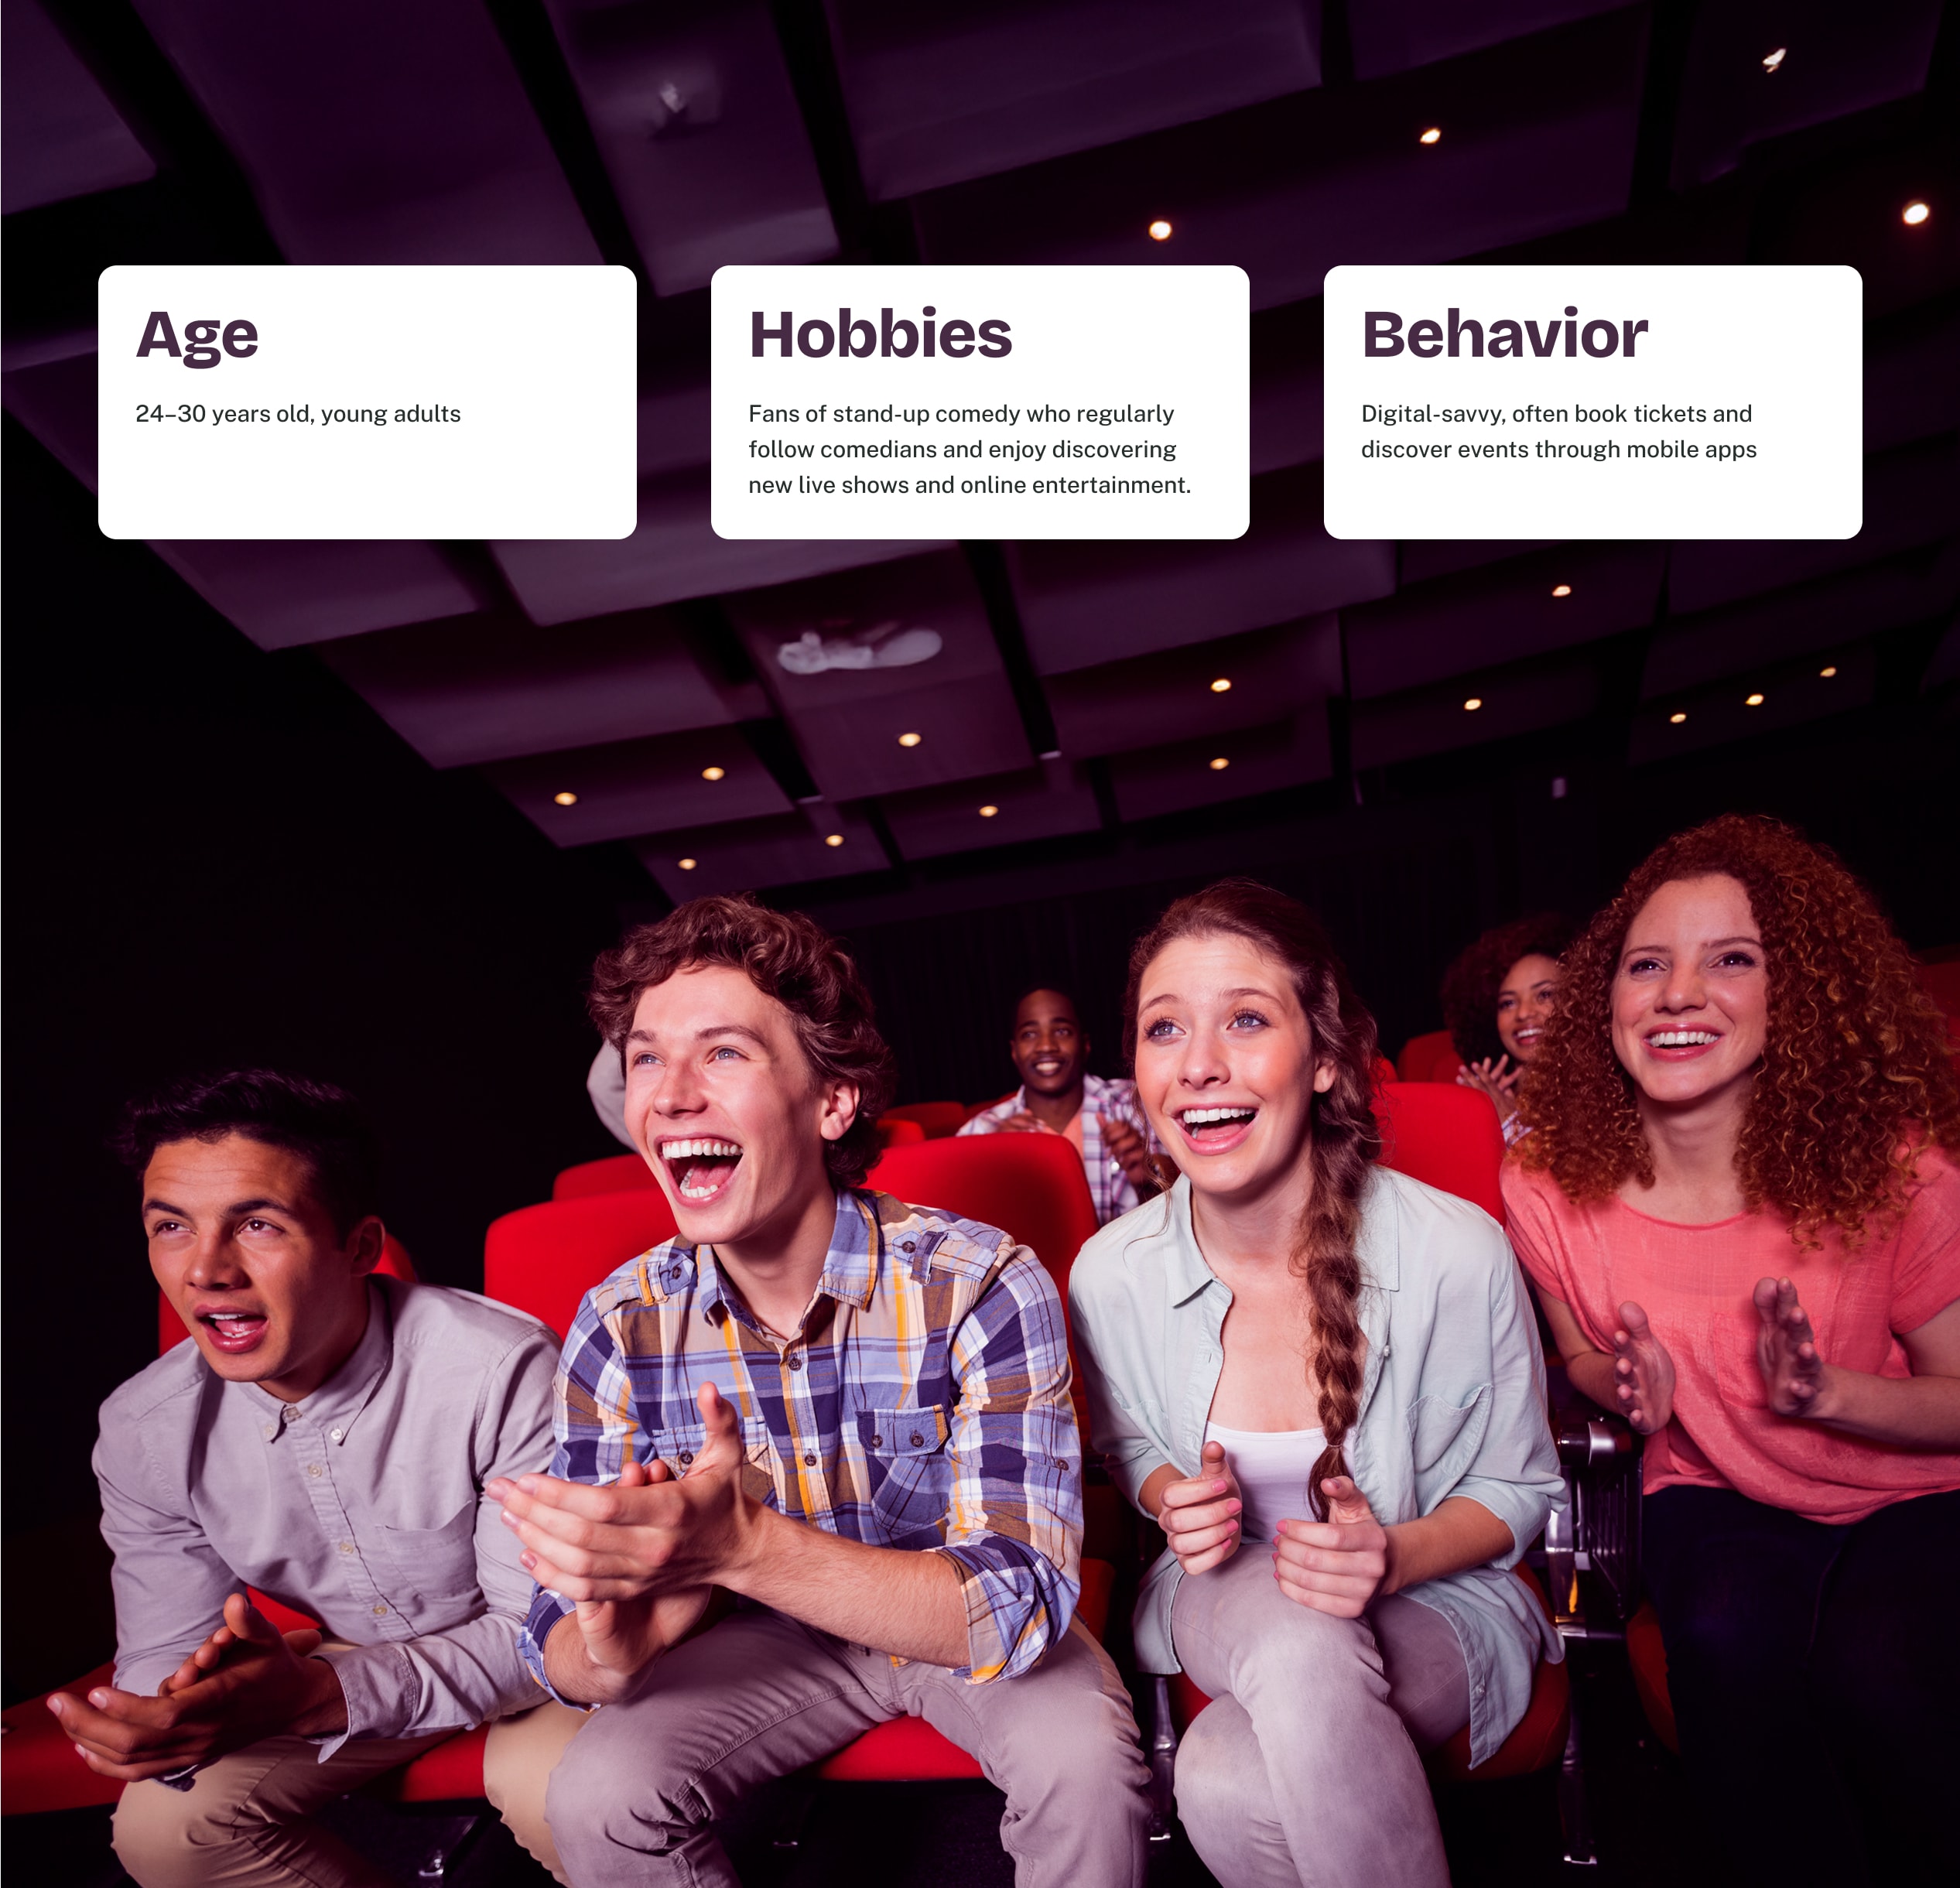 Age
24–30 years old, young adults
Hobbies
Fans of stand-up comedy who regularly
follow comedians and enjoy discovering
new live shows and online entertainment.
Behavior
Digital-savvy, often book tickets and
discover events through mobile apps